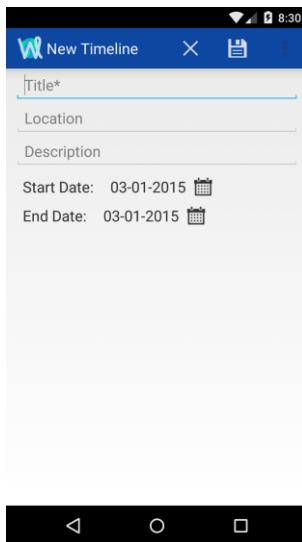 8:30
New Timeline
Title*
Location
Description
Start Date: 03-01-2015
End Date: 03-01-2015